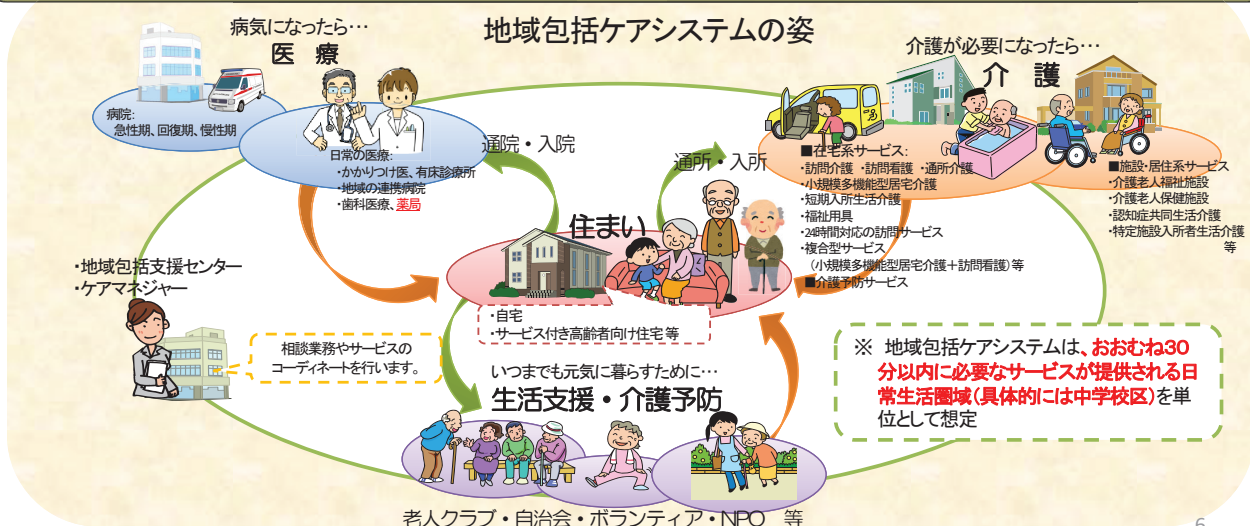 地域包括ケアシステムの姿
病気になったら…
医 療
病院:
急性期、回復期、慢性期
日常の医療:
・かかりつけ医、有床診療所
・地域の連携病院
・歯科医療、薬局
通院・入院
通所・入所
介護が必要になったら…
介 護
■在宅系サービス:
・訪問介護 ・訪問看護 ・通所介護
・小規模多機能型居宅介護
・短期入所生活介護
・福祉用具
・24時間対応の訪問サービス
・複合型サービス
（小規模多機能型居宅介護＋訪問看護）等
■介護予防サービス
■施設・居住系サービス
・介護老人福祉施設
・介護老人保健施設
・認知症共同生活介護
・特定施設入所者生活介護
等
住まい
・自宅
・サービス付き高齢者向け住宅 等
・地域包括支援センター
・ケアマネジャー
相談業務やサービスの
コーディネートを行います。
いつまでも元気に暮らすために…
生活支援・介護予防
老人クラブ・自治会・ボランティア・NPO 等
※ 地域包括ケアシステムは、おおむね30
分以内に必要なサービスが提供される日
常生活圏域（具体的には中学校区）を単
位として想定
6